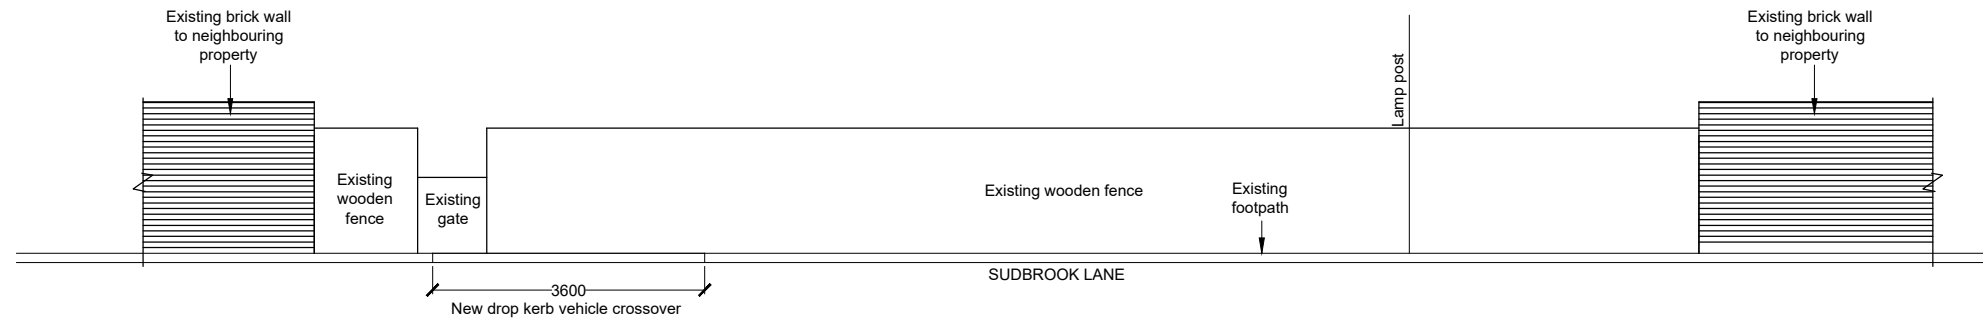 Existing brick wall
to neighbouring
property
Existing brick wall
to neighbouring
property
Lamp post
Existing
wooden
fence
Existing
gate
Existing wooden fence
Existing
footpath
SUDBROOK LANE
3600
New drop kerb vehicle crossover